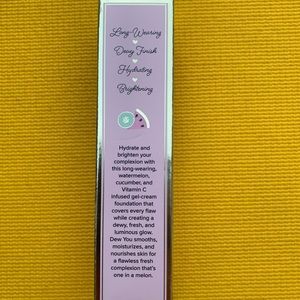 Long-Wearing
Dewy Finish
Hydrating
Brightening
Hydrate and
brighten your
complexion with
this long-wearing,
watermelon,
cucumber, and
Vitamin C
infused gel-cream
foundation that
covers every flaw
while creating a
dewy, fresh, and
luminous glow.
Dew You smooths,
moisturizes, and
nourishes skin for
a flawless fresh
complexion that's
one in a melon.